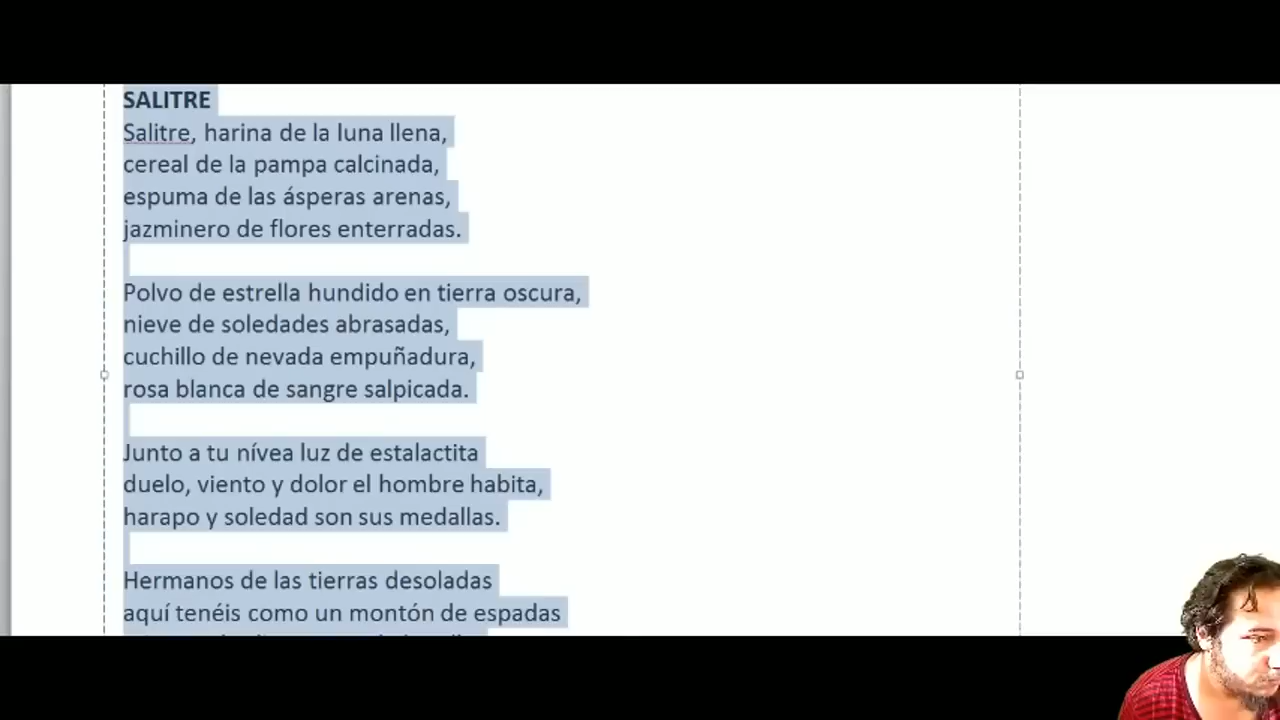 SALITRE
Salitre, harina de la luna llena,
cereal de la pampa calcinada,
espuma de las ásperas arenas,
jazminero de flores enterradas.
Polvo de estrella hundido en tierra oscura,
nieve de soledades abrasadas,
cuchillo de nevada empuñadura,
rosa blanca de sangre salpicada.
Junto a tu nívea luz de estalactita
duelo, viento y dolor el hombre habita,
harapo y soledad son sus medallas.
Hermanos de las tierras desoladas
aquí tenéis como un montón de espadas